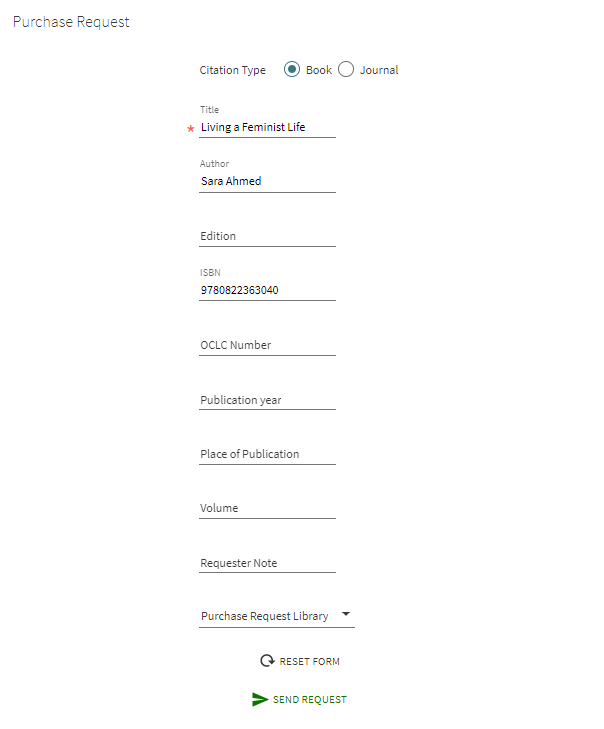 Purchase Request
Citation Type Book Journal
Title
* Living a Feminist Life
Author
Sara Ahmed
Edition
ISBN
9780822363040
OCLC Number
Publication year
Place of Publication
Volume
Requester Note
Purchase Request Library
RESET FORM
SEND REQUEST